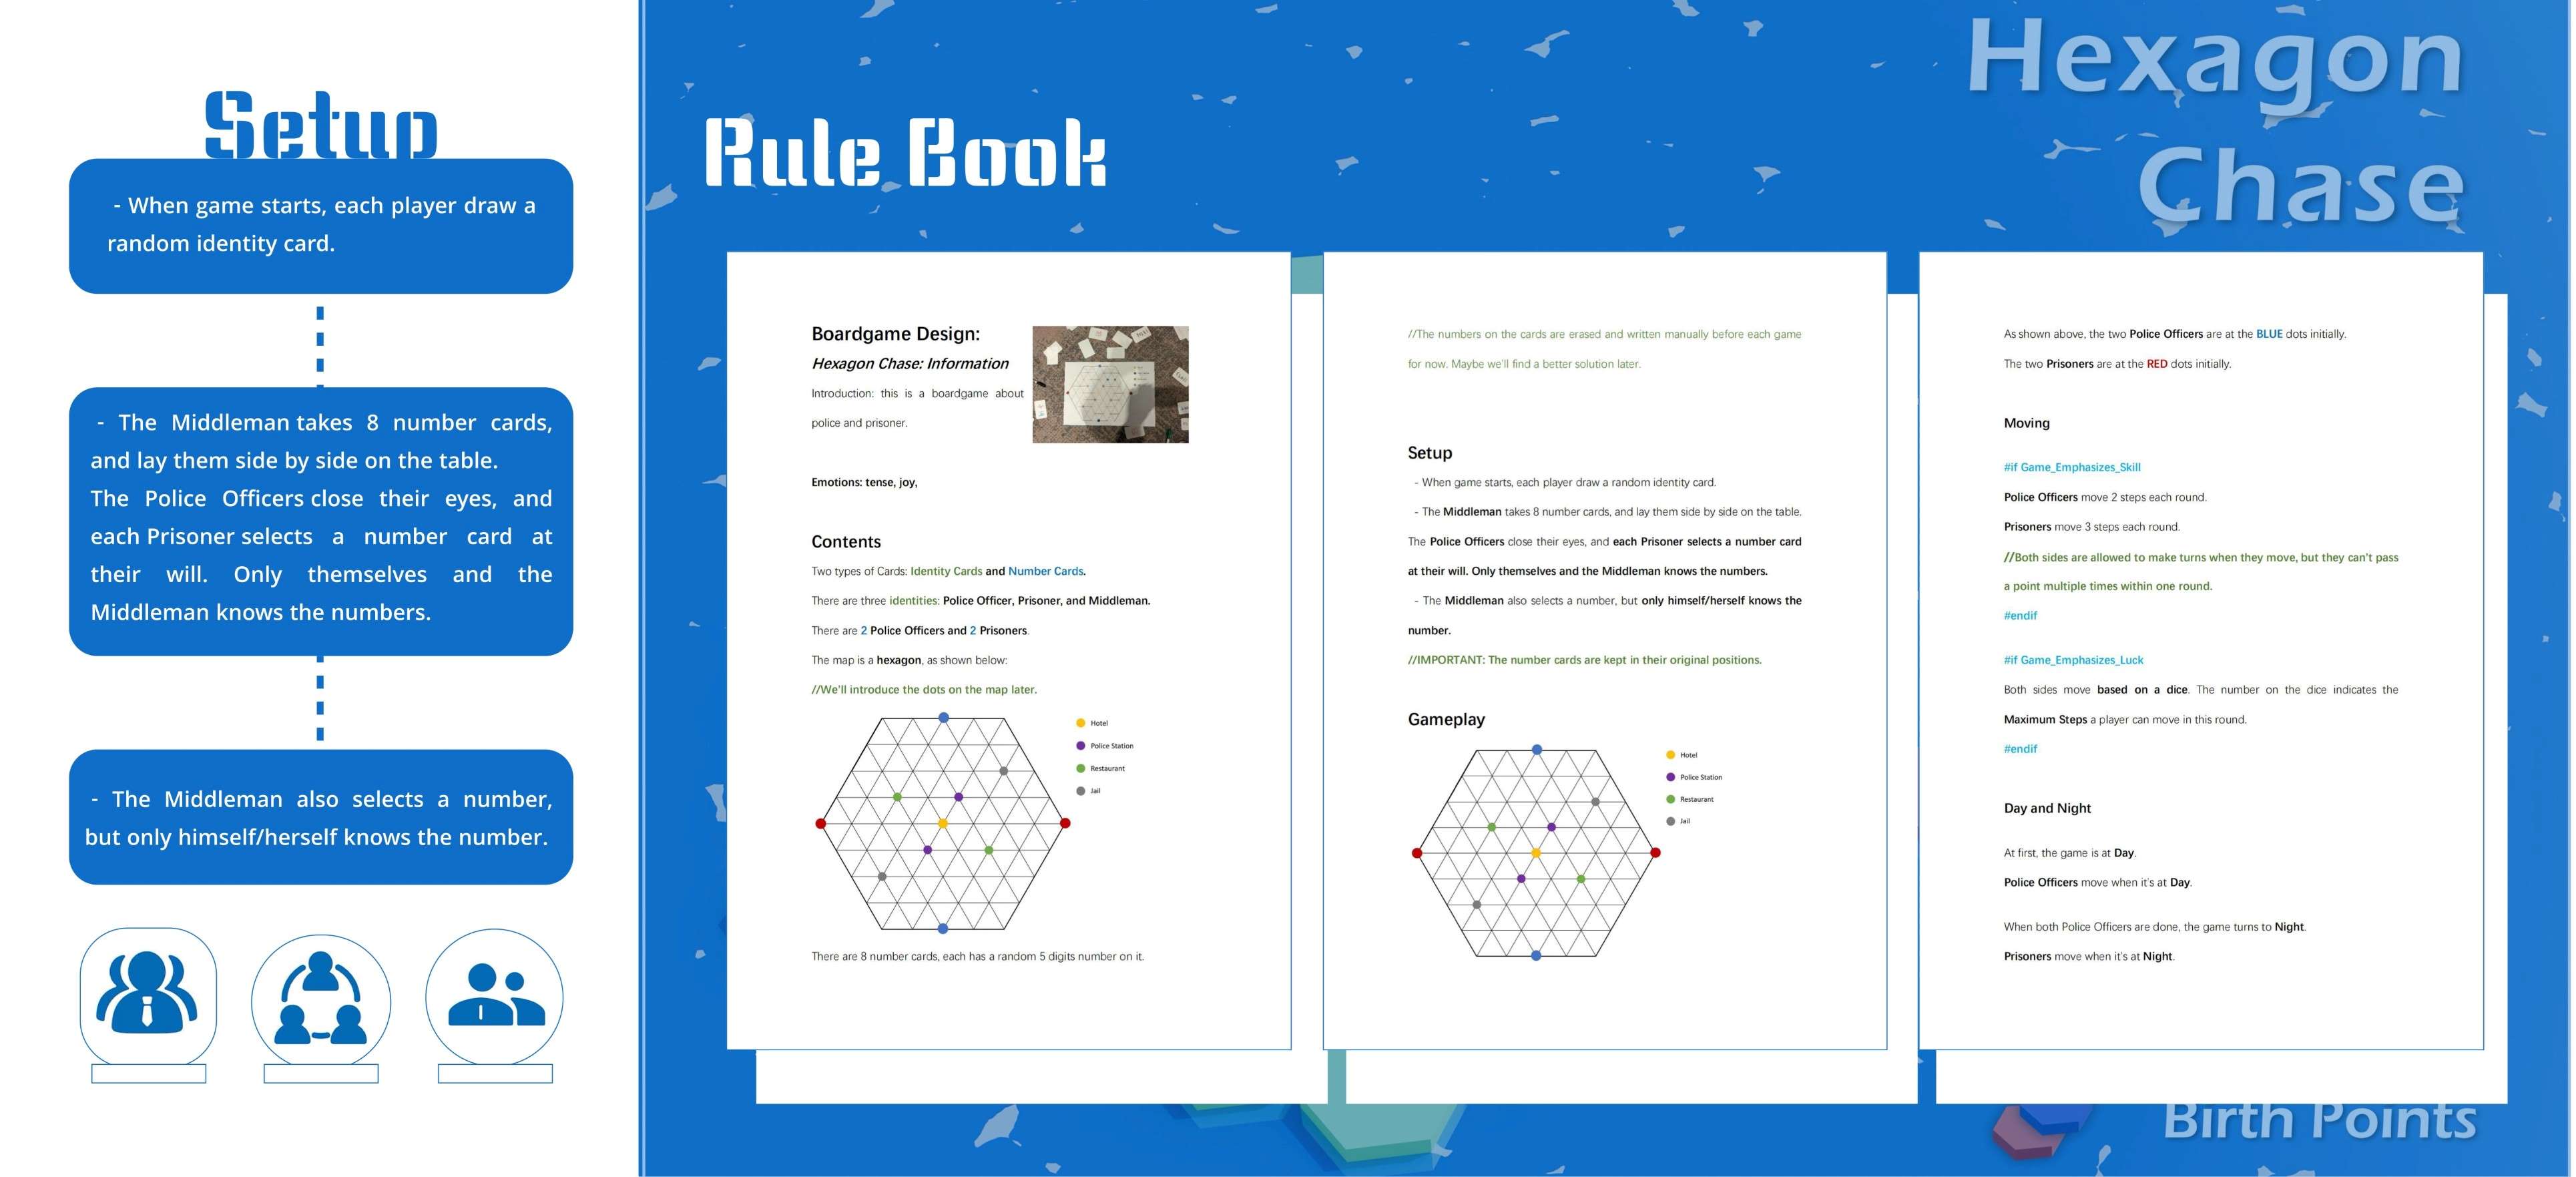 Setup
- When game starts, each player draw a
random identity card.
- The Middleman takes 8 number cards,
and lay them side by side on the table.
The Police Officers close their eyes, and
each Prisoner selects a number card at
their will. Only themselves and the
Middleman knows the numbers.
- The Middleman also selects a number,
but only himself/herself knows the number.
Hexagon
Chase
Rule Book
Boardgame Design:
Hexagon Chase: Information
Introduction: this is a boardgame about
police and prisoner.
Emotions: tense, joy,
Contents
Two types of Cards: Identity Cards and Number Cards.
There are three identities: Police Officer, Prisoner, and Middleman.
There are 2 Police Officers and 2 Prisoners.
The map is a hexagon, as shown below:
//We'll introduce the dots on the map later.
Hotel
Police Station
Restaurant
Jail
There are 8 number cards, each has a random 5 digits number on it.
//The numbers on the cards are erased and written manually before each game
for now. Maybe we'll find a better solution later.
Setup
- When game starts, each player draw a random identity card.
- The Middleman takes 8 number cards, and lay them side by side on the table.
The Police Officers close their eyes, and each Prisoner selects a number card
at their will. Only themselves and the Middleman knows the numbers.
- The Middleman also selects a number, but only himself/herself knows the
number.
//IMPORTANT: The number cards are kept in their original positions.
Gameplay
Hotel
Police Station
Restaurant
Jail
As shown above, the two Police Officers are at the BLUE dots initially.
The two Prisoners are at the RED dots initially.
Moving
#if Game_Emphasizes_Skill
Police Officers move 2 steps each round.
Prisoners move 3 steps each round.
//Both sides are allowed to make turns when they move, but they can't pass
a point multiple times within one round.
#endif
#if Game_Emphasizes_Luck
Both sides move based on a dice. The number on the dice indicates the
Maximum Steps a player can move in this round.
#endif
Day and Night
At first, the game is at Day.
Police Officers move when it's at Day.
When both Police Officers are done, the game turns to Night.
Prisoners move when it's at Night.
Birth Points